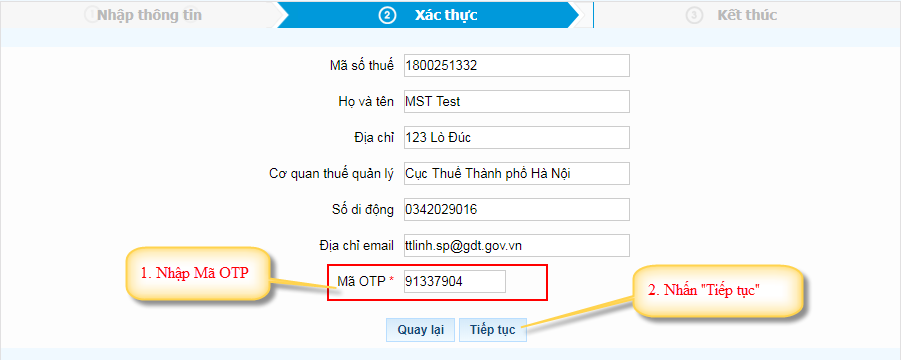 1 Nhập thông tin
2 Xác thực
3 Kết thúc
Mã số thuế 1800251332
Họ và tên MST Test
Địa chỉ 123 Lò Đúc
Cơ quan thuế quản lý Cục Thuế Thành phố Hà Nội
Số di động 0342029016
Địa chỉ email ttlinh.sp@gdt.gov.vn
1. Nhập Mã OTP
Mã OTP * 91337904
2. Nhấn "Tiếp tục"
Quay lại Tiếp tục